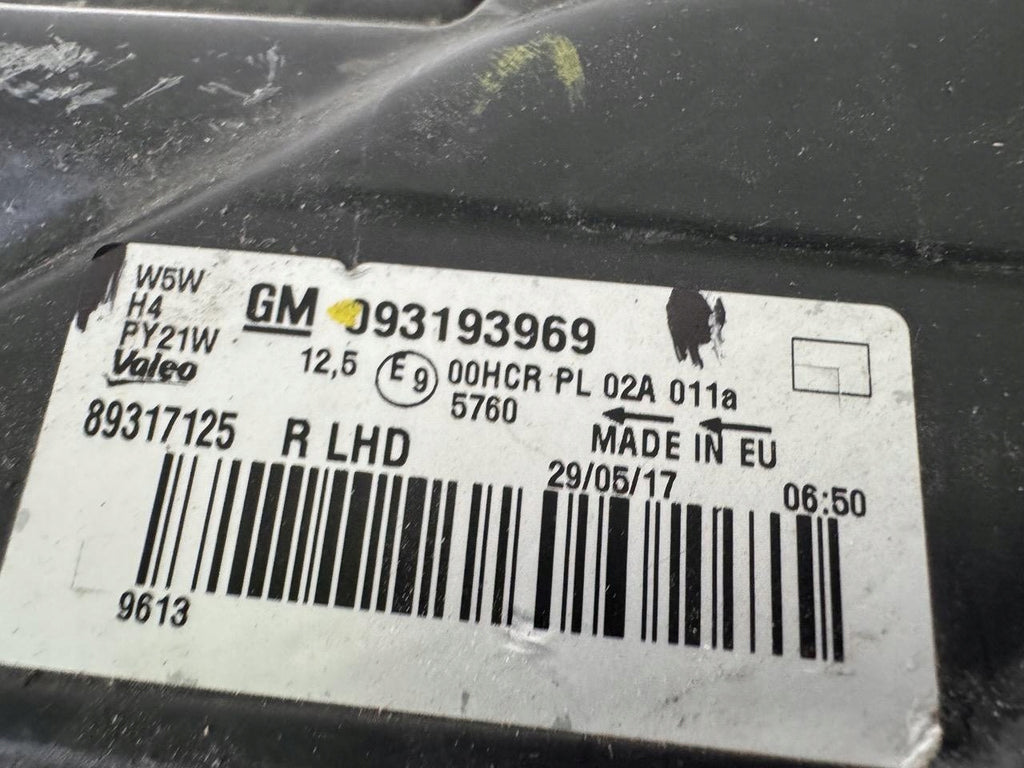 W5W
H4
PY21W
Valeo
GM 093193969
12,5 E9 00HCR PL 02A 011a
5760
89317125 R LHD
MADE IN EU
29/05/17 06:50
9613